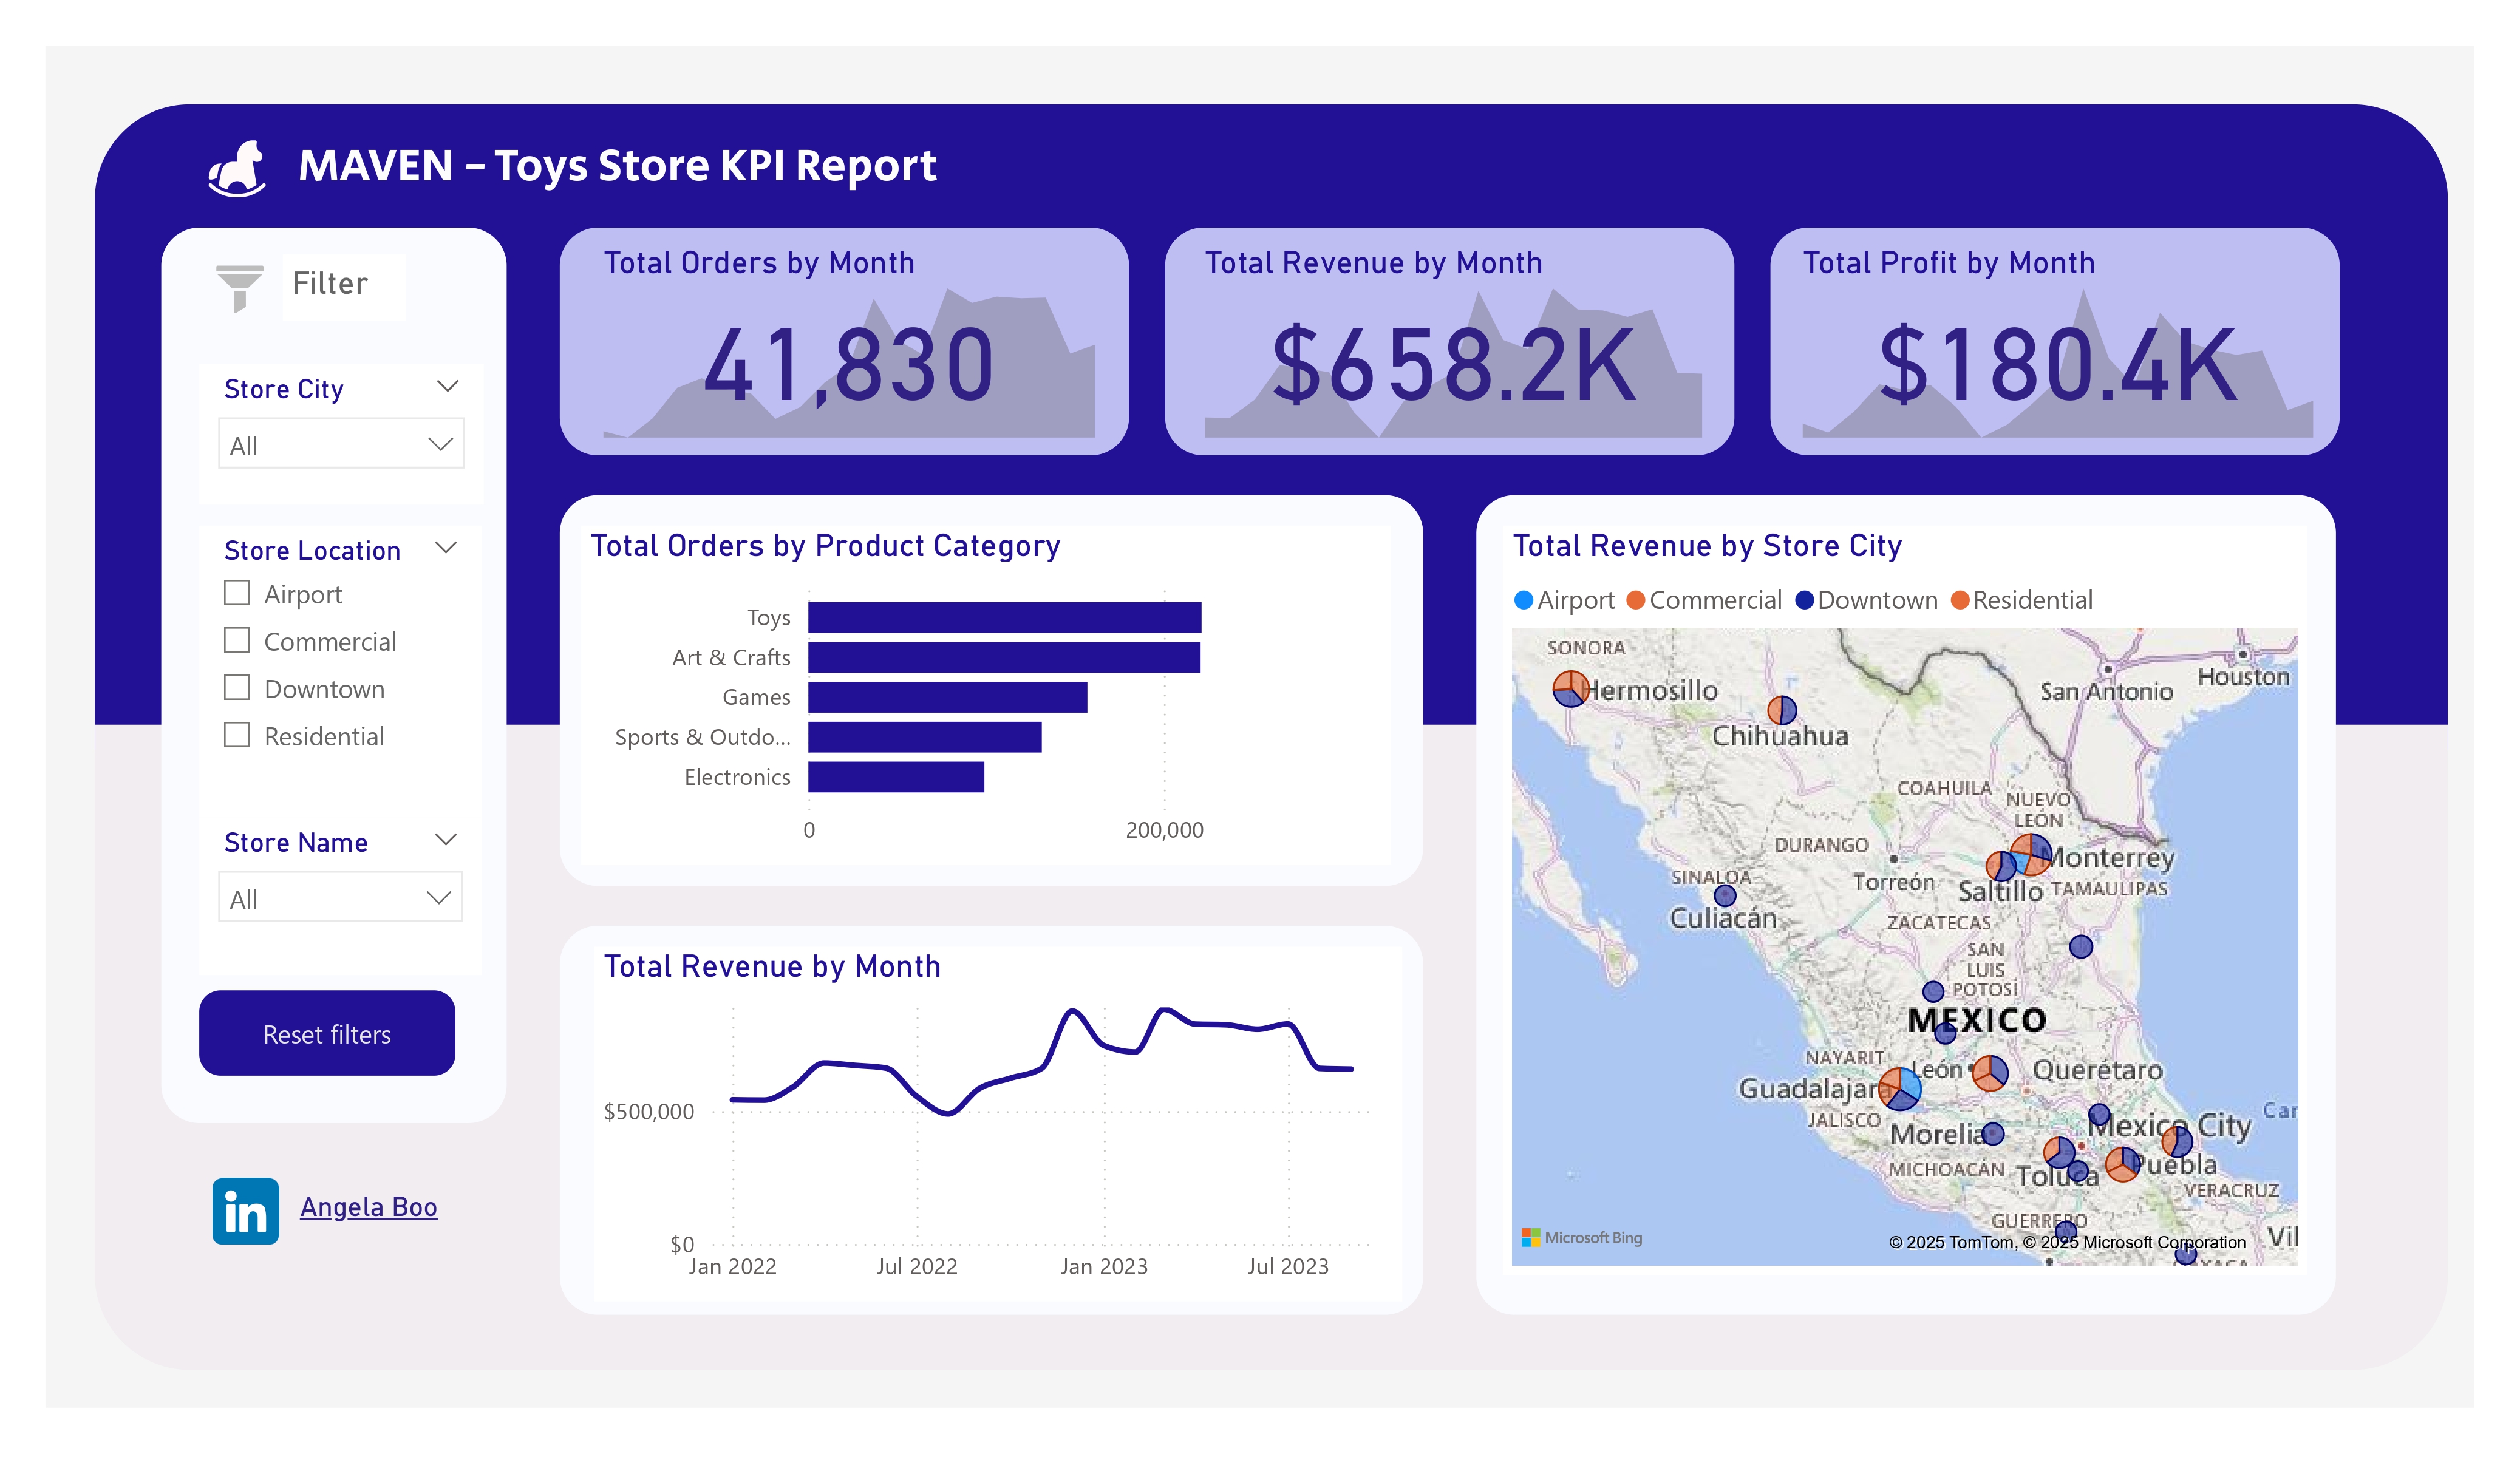 MAVEN – Toys Store KPI Report
Filter
Store City
All
Store Location
Airport
Commercial
Downtown
Residential
Store Name
All
Reset filters
in
Angela Boo
Total Orders by Month
41,830
Total Revenue by Month
$658.2K
Total Profit by Month
$180.4K
Total Orders by Product Category
Toys
Art & Crafts
Games
Sports & Outdo...
Electronics
0
200,000
Total Revenue by Month
$500,000
$0
Jan 2022
Jul 2022
Jan 2023
Jul 2023
Total Revenue by Store City
Airport
Commercial
Downtown
Residential
SONORA
Hermosillo
Chihuahua
San Antonio
Houston
COAHUILA
NUEVO
LEÓN
DURANGO
Monterrey
SINALOA
Torreón
Saltillo
TAMAULIPAS
Culiacán
ZACATECAS
SAN
LUIS
POTOSÍ
MEXICO
NAYARIT
León
Querétaro
Guadalajara
JALISCO
Morelia
Mexico City
Car
MICHOACÁN
Toluca
Puebla
VERACRUZ
GUERRERO
Vil
Microsoft Bing
© 2025 TomTom, © 2025 Microsoft Corporation